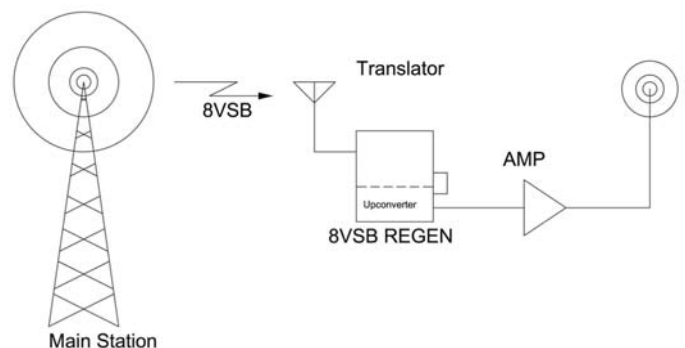 Translator
8VSB
AMP
Upconverter
8VSB REGEN
Main Station